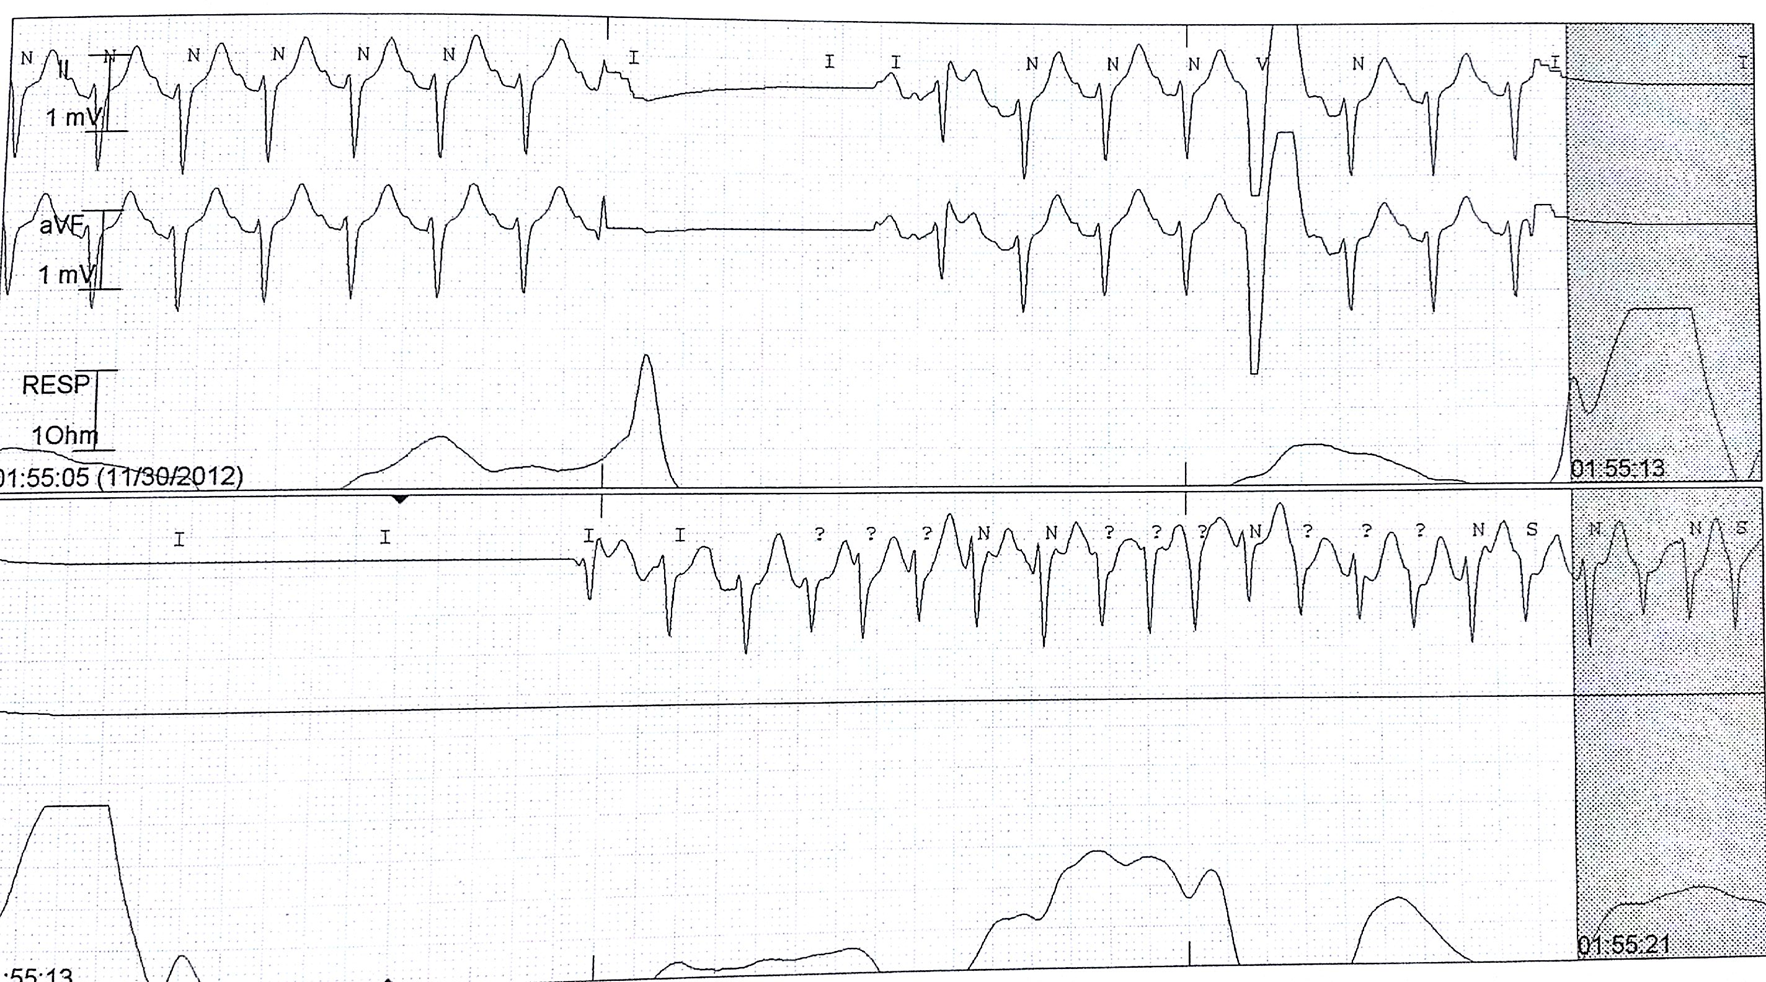 N N N N N N I I I N N N V N I I
II
1 mV
aVF
1 mV
RESP
1Ohm
01:55:05 (11/30/2012) 01:55:13
I I I I ? ? ? N N ? ? ? N ? ? ? N S N N S
:55:13 01:55:21